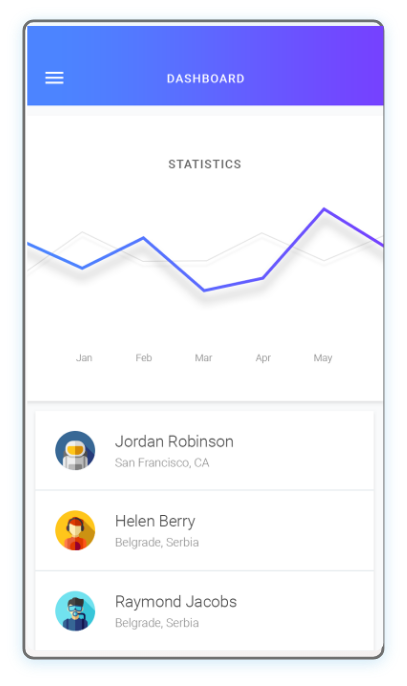 DASHBOARD
STATISTICS
Jan Feb Mar Apr May
Jordan Robinson
San Francisco, CA
Helen Berry
Belgrade, Serbia
Raymond Jacobs
Belgrade, Serbia